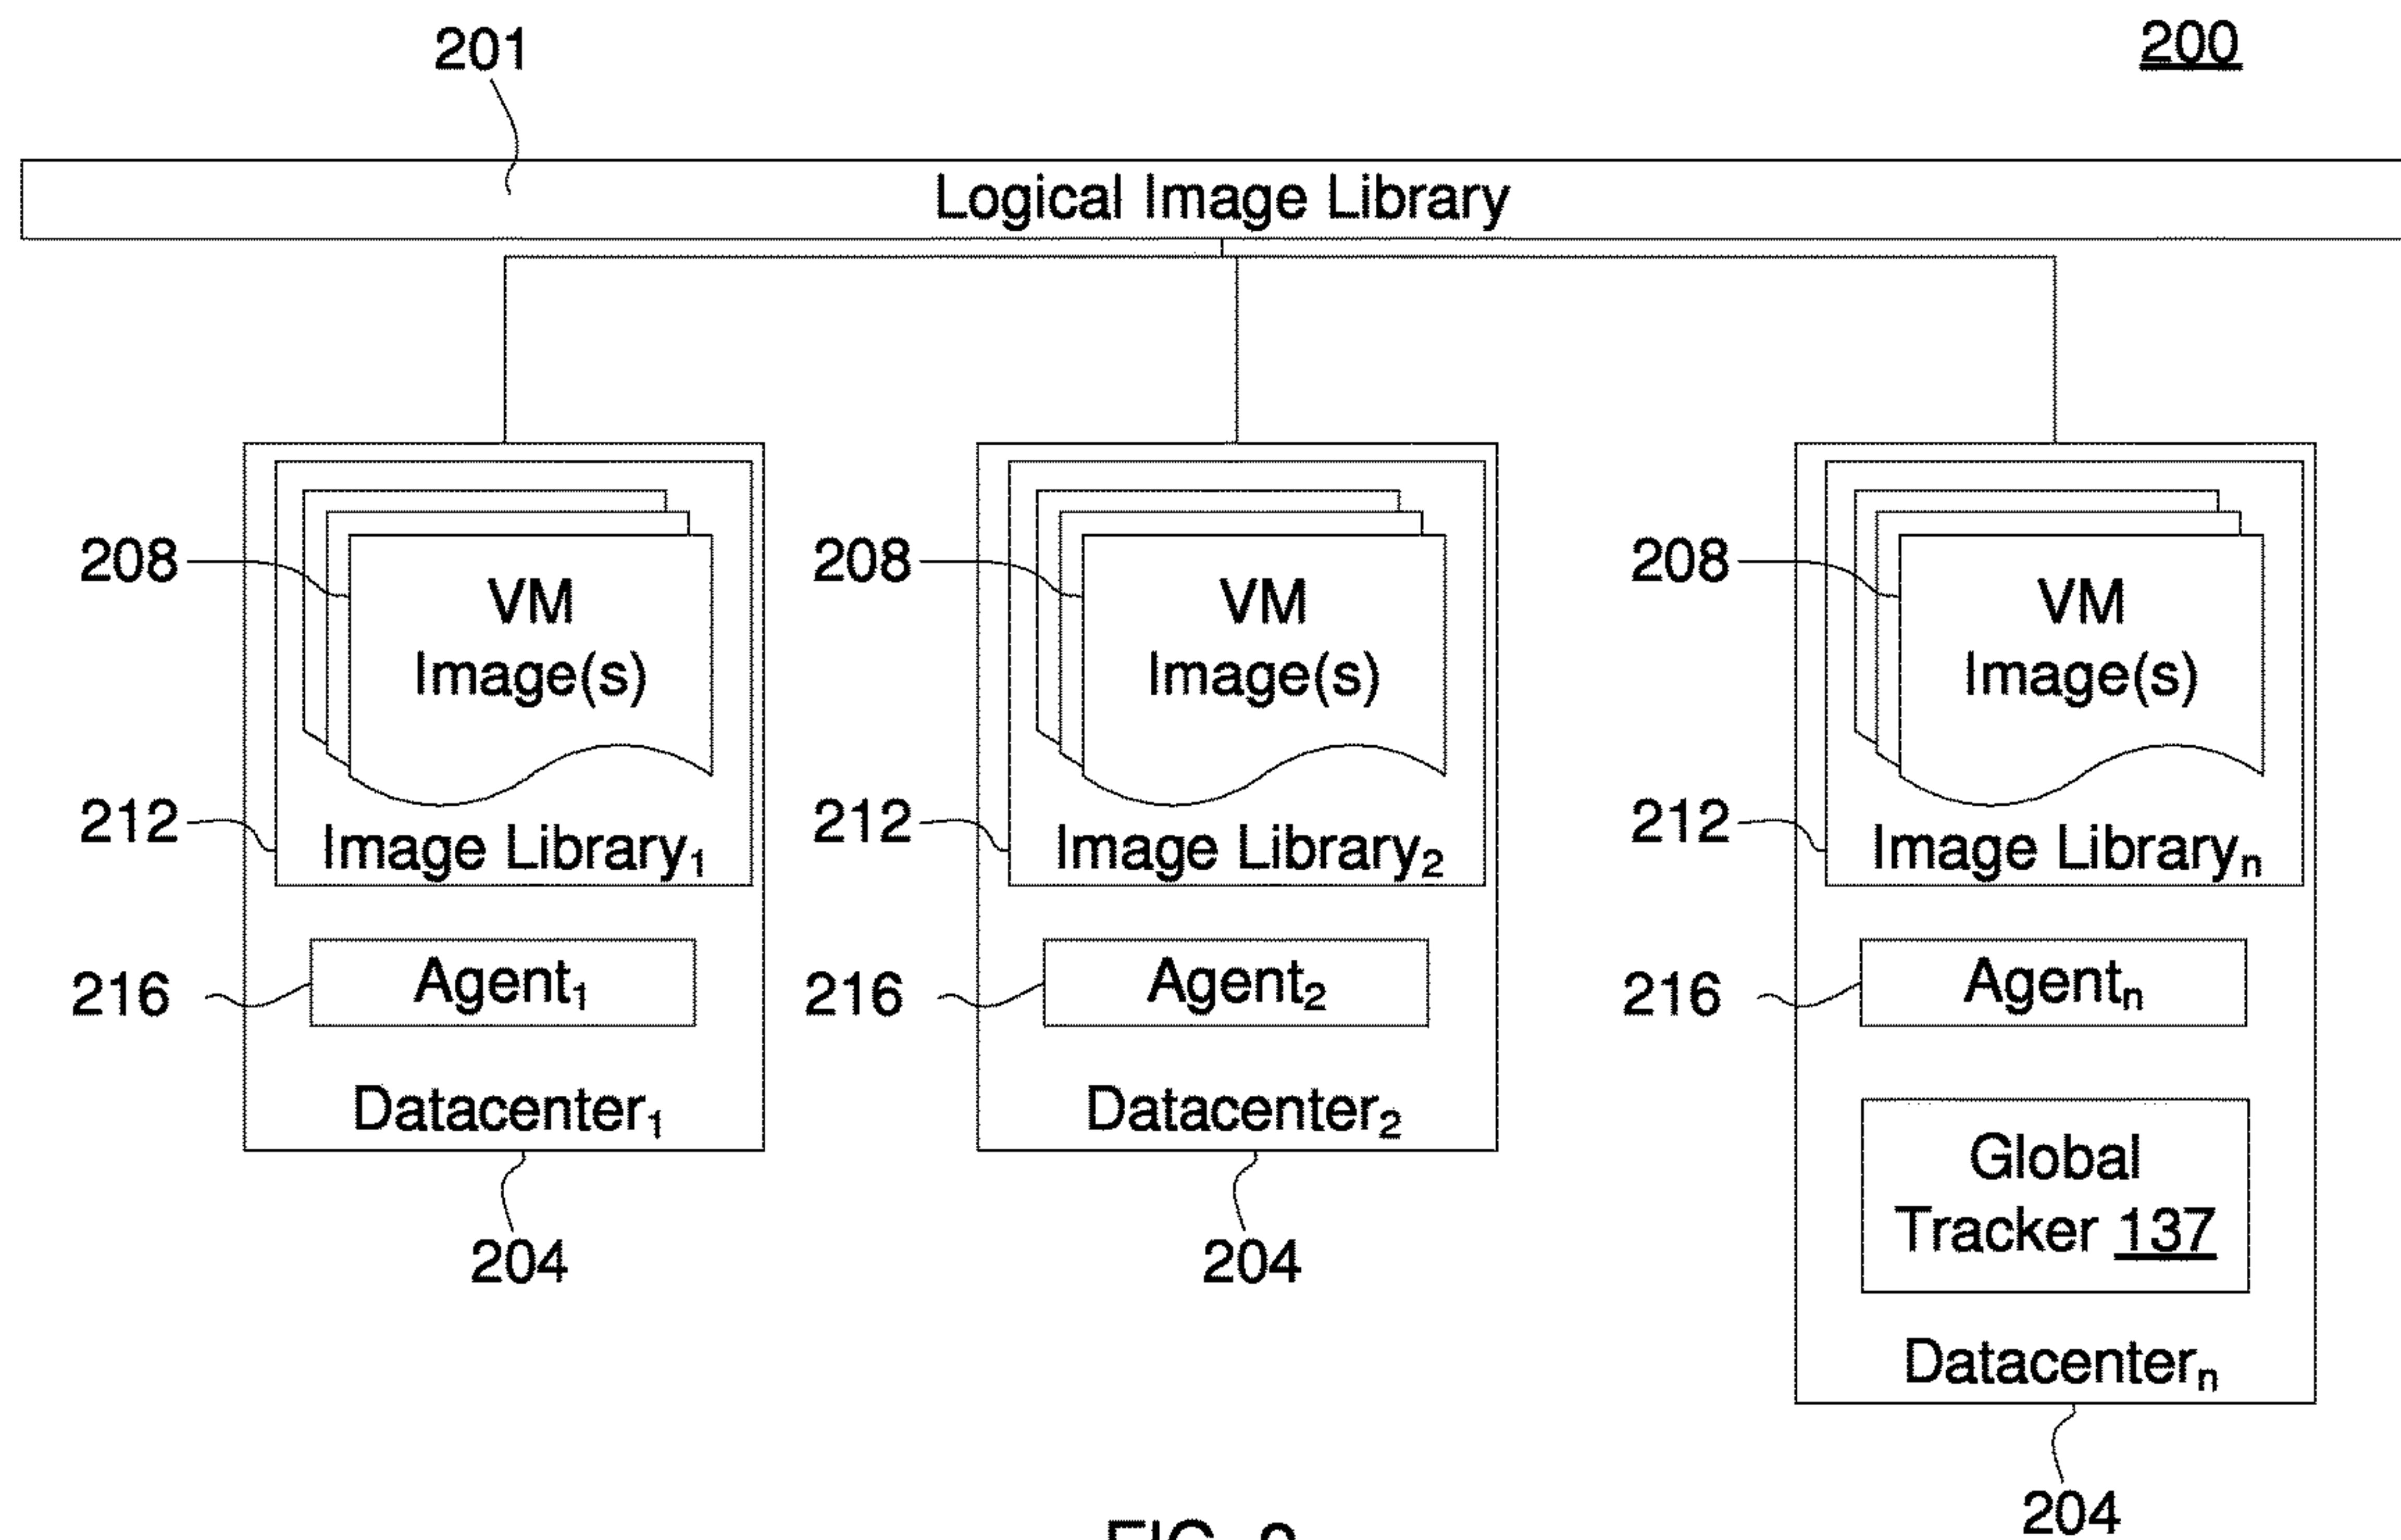 201
200
Logical Image Library
208
VM
Image(s)
212
Image Library₁
216
Agent₁
Datacenter₁
204
208
VM
Image(s)
212
Image Library₂
216
Agent₂
Datacenter₂
204
208
VM
Image(s)
212
Image Libraryₙ
216
Agentₙ
Global
Tracker 137
Datacenterₙ
204
FIG.